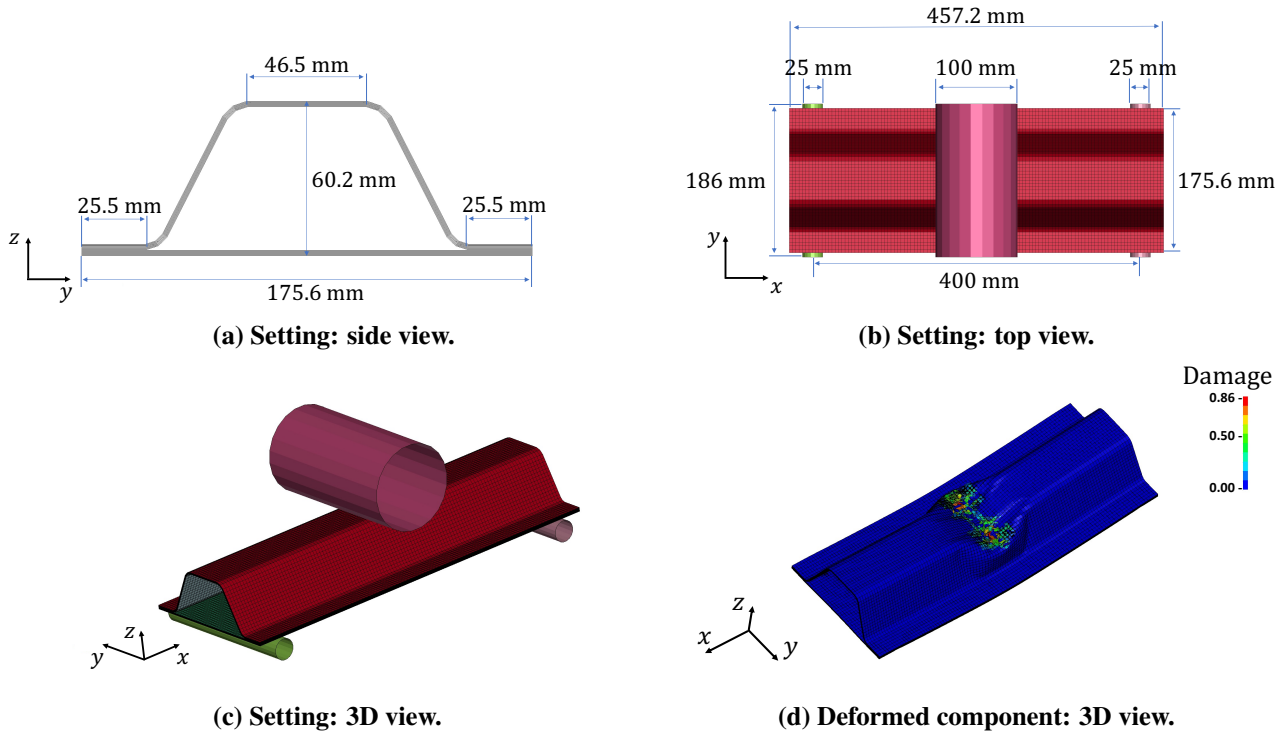 46.5 mm
60.2 mm
25.5 mm
25.5 mm
z
y
175.6 mm
(a) Setting: side view.
457.2 mm
25 mm
100 mm
25 mm
186 mm
175.6 mm
y
x
400 mm
(b) Setting: top view.
z
y
x
(c) Setting: 3D view.
Damage
0.86
0.50
0.00
z
x
y
(d) Deformed component: 3D view.